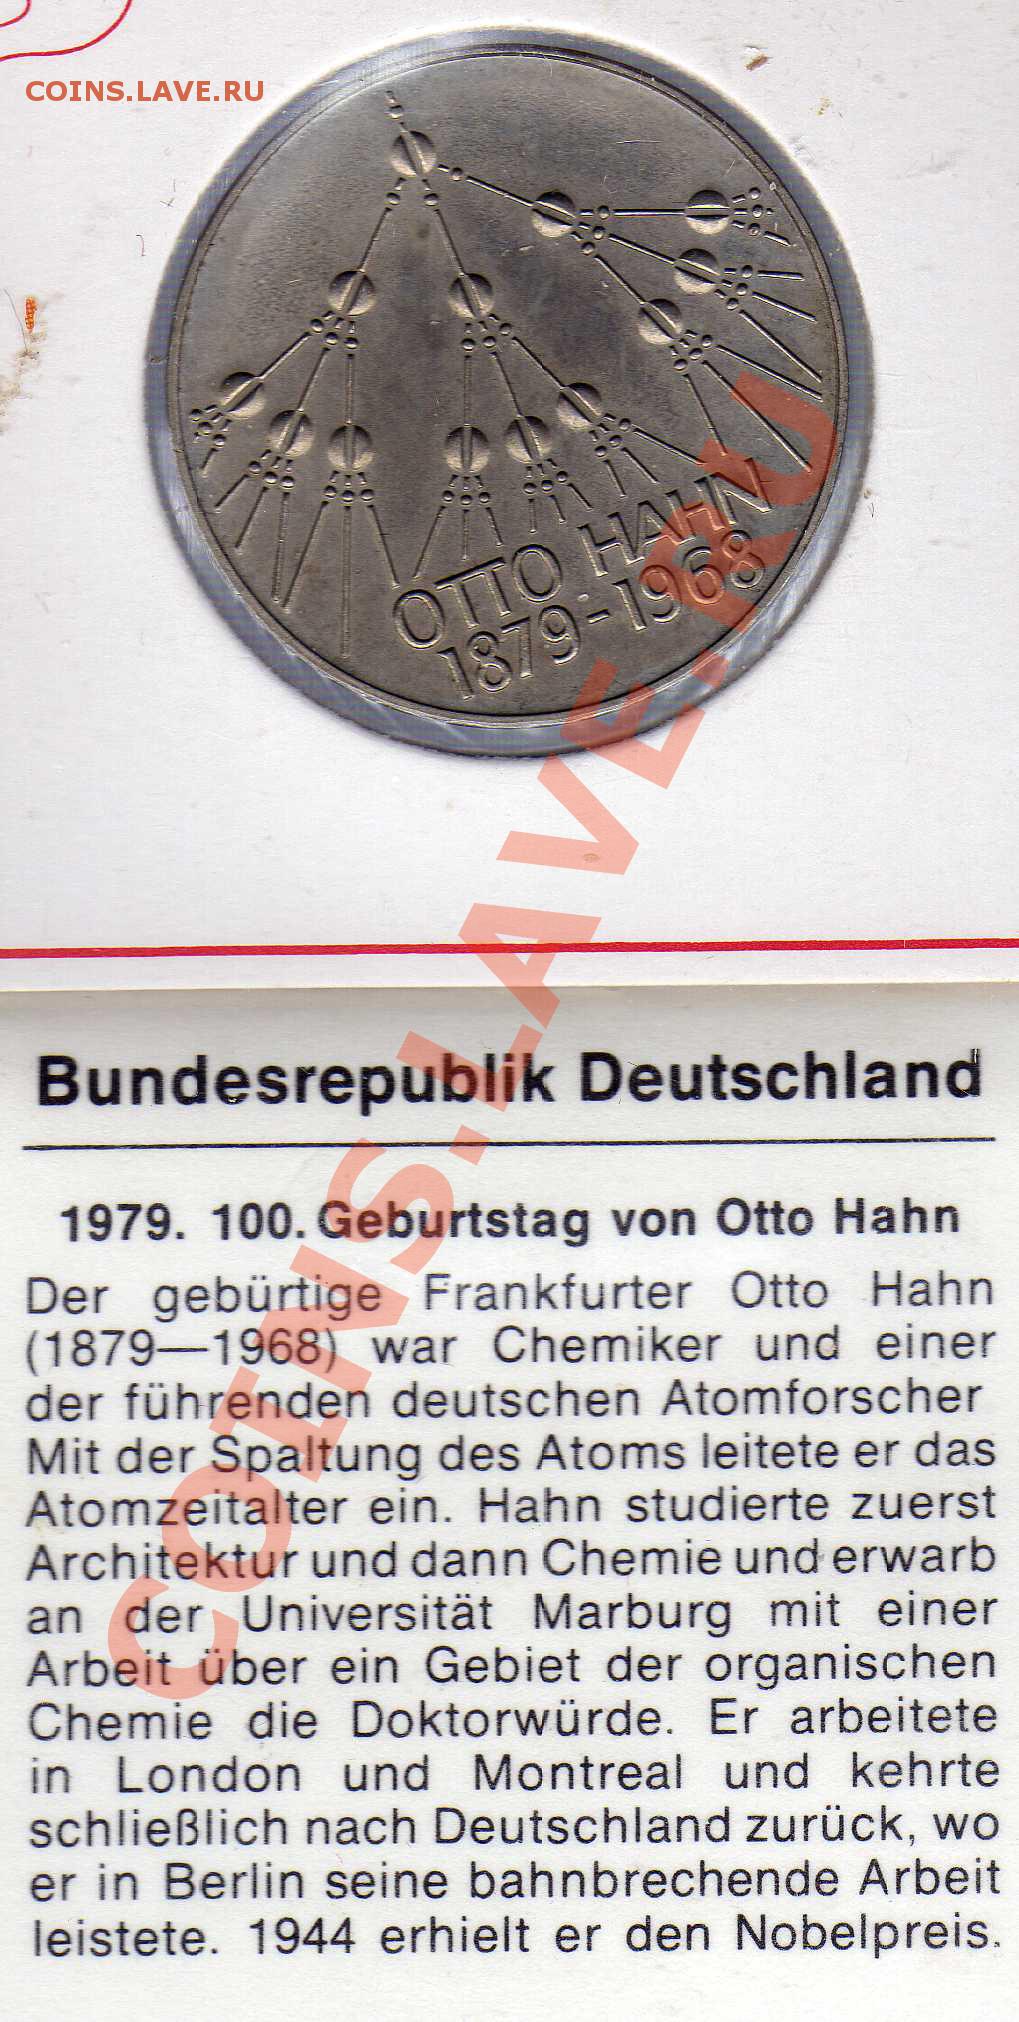 COINS.LAVE.RU
OTTO HAHN
1879-1968
COINS.LAVE.RU
Bundesrepublik Deutschland
1979. 100. Geburtstag von Otto Hahn
Der gebürtige Frankfurter Otto Hahn
(1879—1968) war Chemiker und einer
der führenden deutschen Atomforscher
Mit der Spaltung des Atoms leitete er das
Atomzeitalter ein. Hahn studierte zuerst
Architektur und dann Chemie und erwarb
an der Universität Marburg mit einer
Arbeit über ein Gebiet der organischen
Chemie die Doktorwürde. Er arbeitete
in London und Montreal und kehrte
schließlich nach Deutschland zurück, wo
er in Berlin seine bahnbrechende Arbeit
leistete. 1944 erhielt er den Nobelpreis.